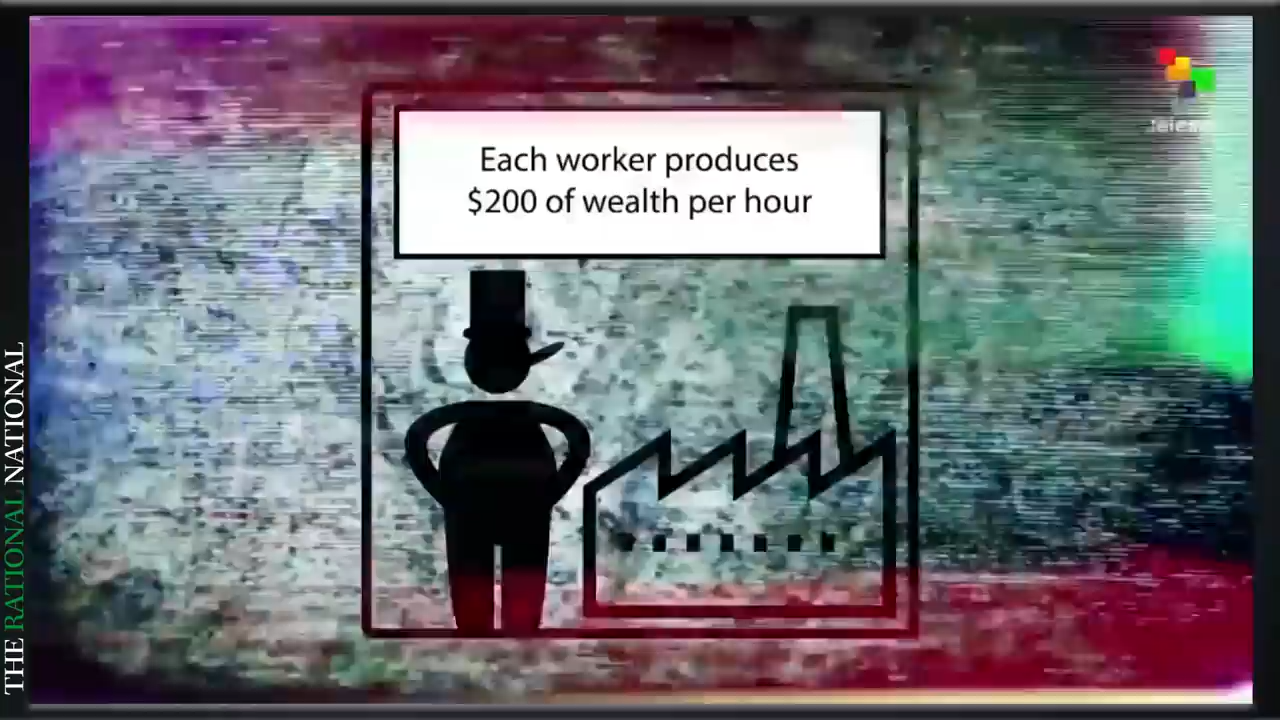 Each worker produces
$200 of wealth per hour
THE RATIONAL NATIONAL